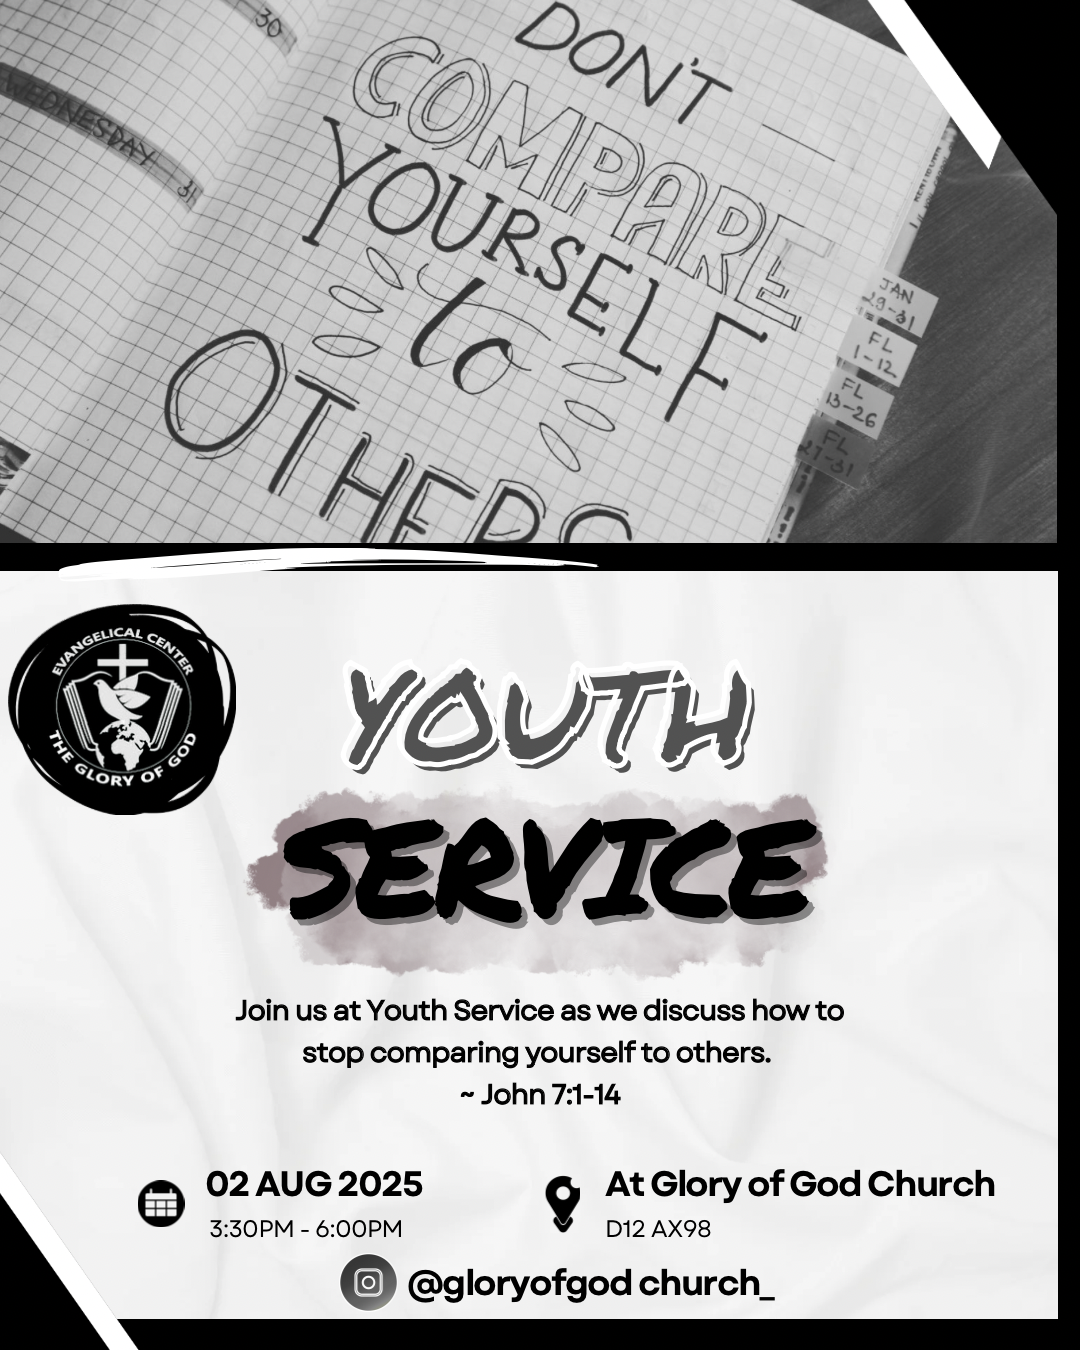 30
WEDNESDAY
31
DON'T
COMPARE
YOURSELF
to
OTHERS
JAN
29-31
FL
1-12
FL
13-26
FL
27-31
EVANGELICAL CENTER
THE GLORY OF GOD
YOUTH
SERVICE
Join us at Youth Service as we discuss how to
stop comparing yourself to others.
~ John 7:1-14
02 AUG 2025
3:30PM - 6:00PM
At Glory of God Church
D12 AX98
@gloryofgod church_